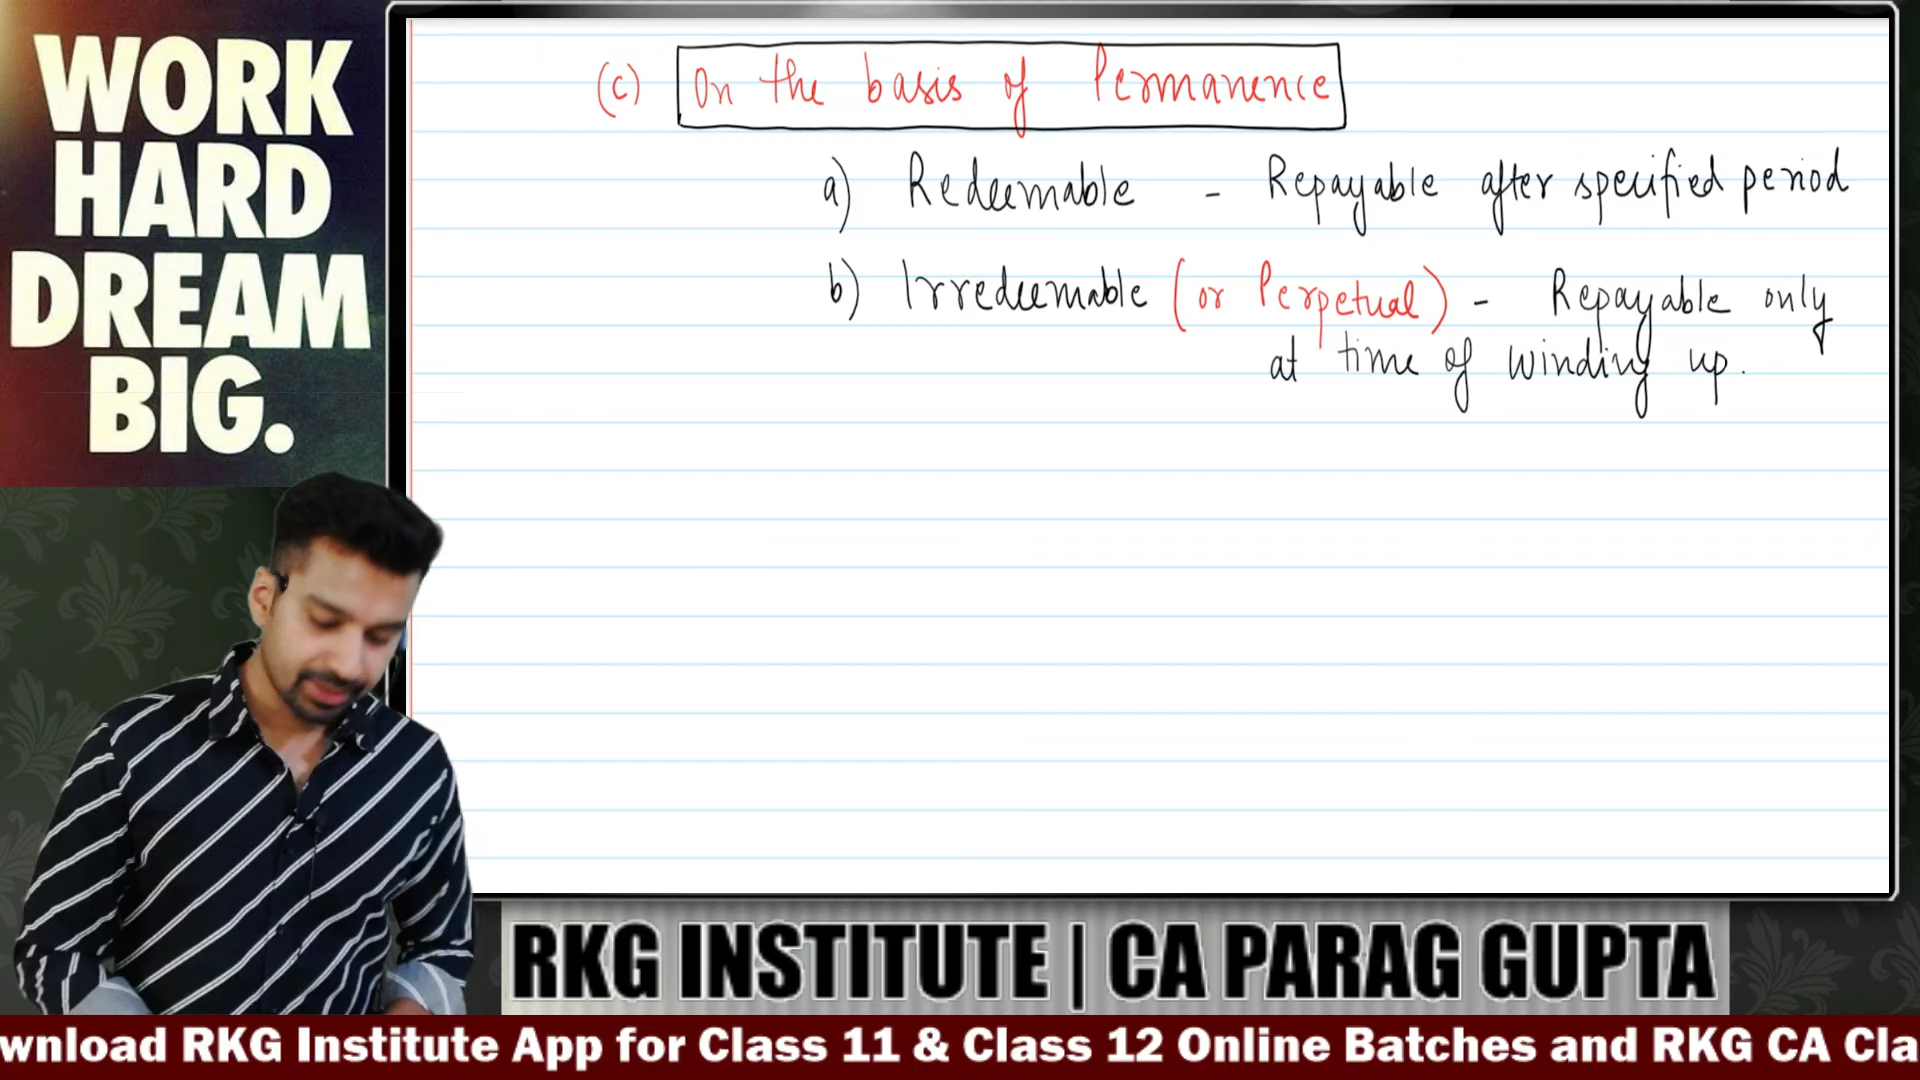 WORK
HARD
DREAM
BIG.
(c) On the basis of Permanence
a) Redeemable - Repayable after specified period
b) Irredeemable (or Perpetual) - Repayable only
at time of winding up.
RKG INSTITUTE | CA PARAG GUPTA
wnload RKG Institute App for Class 11 & Class 12 Online Batches and RKG CA Cla